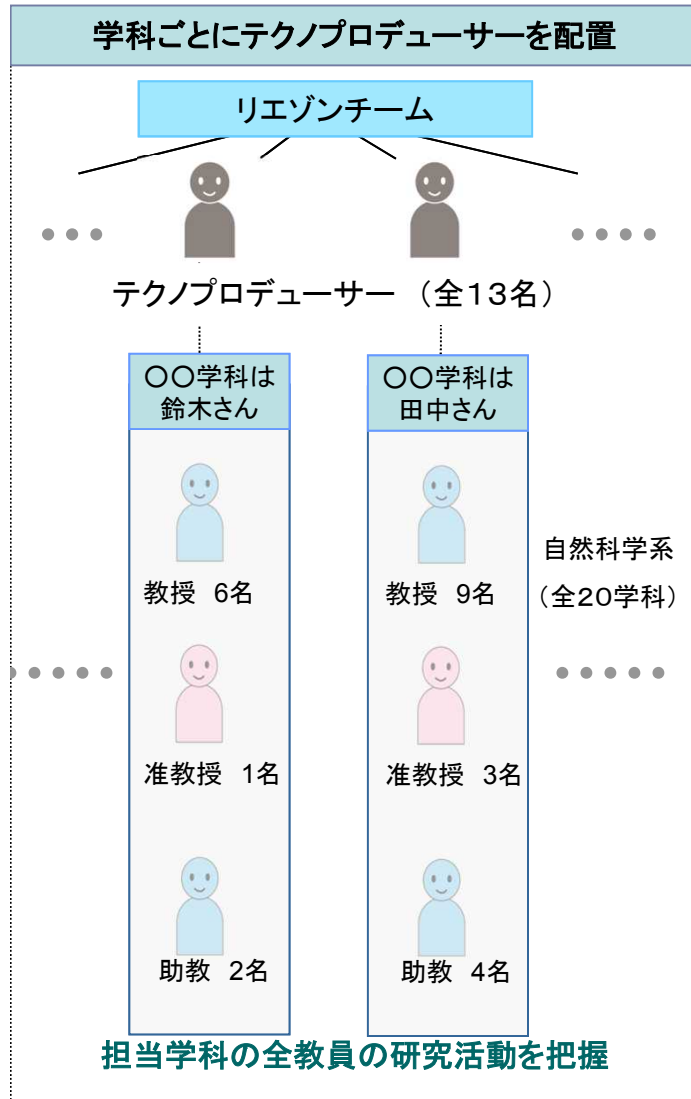 学科ごとにテクノプロデューサーを配置
リエゾンチーム
テクノプロデューサー （全13名）
〇〇学科は
鈴木さん
教授 6名
准教授 1名
助教 2名
〇〇学科は
田中さん
教授 9名
准教授 3名
助教 4名
自然科学系
（全20学科）
担当学科の全教員の研究活動を把握